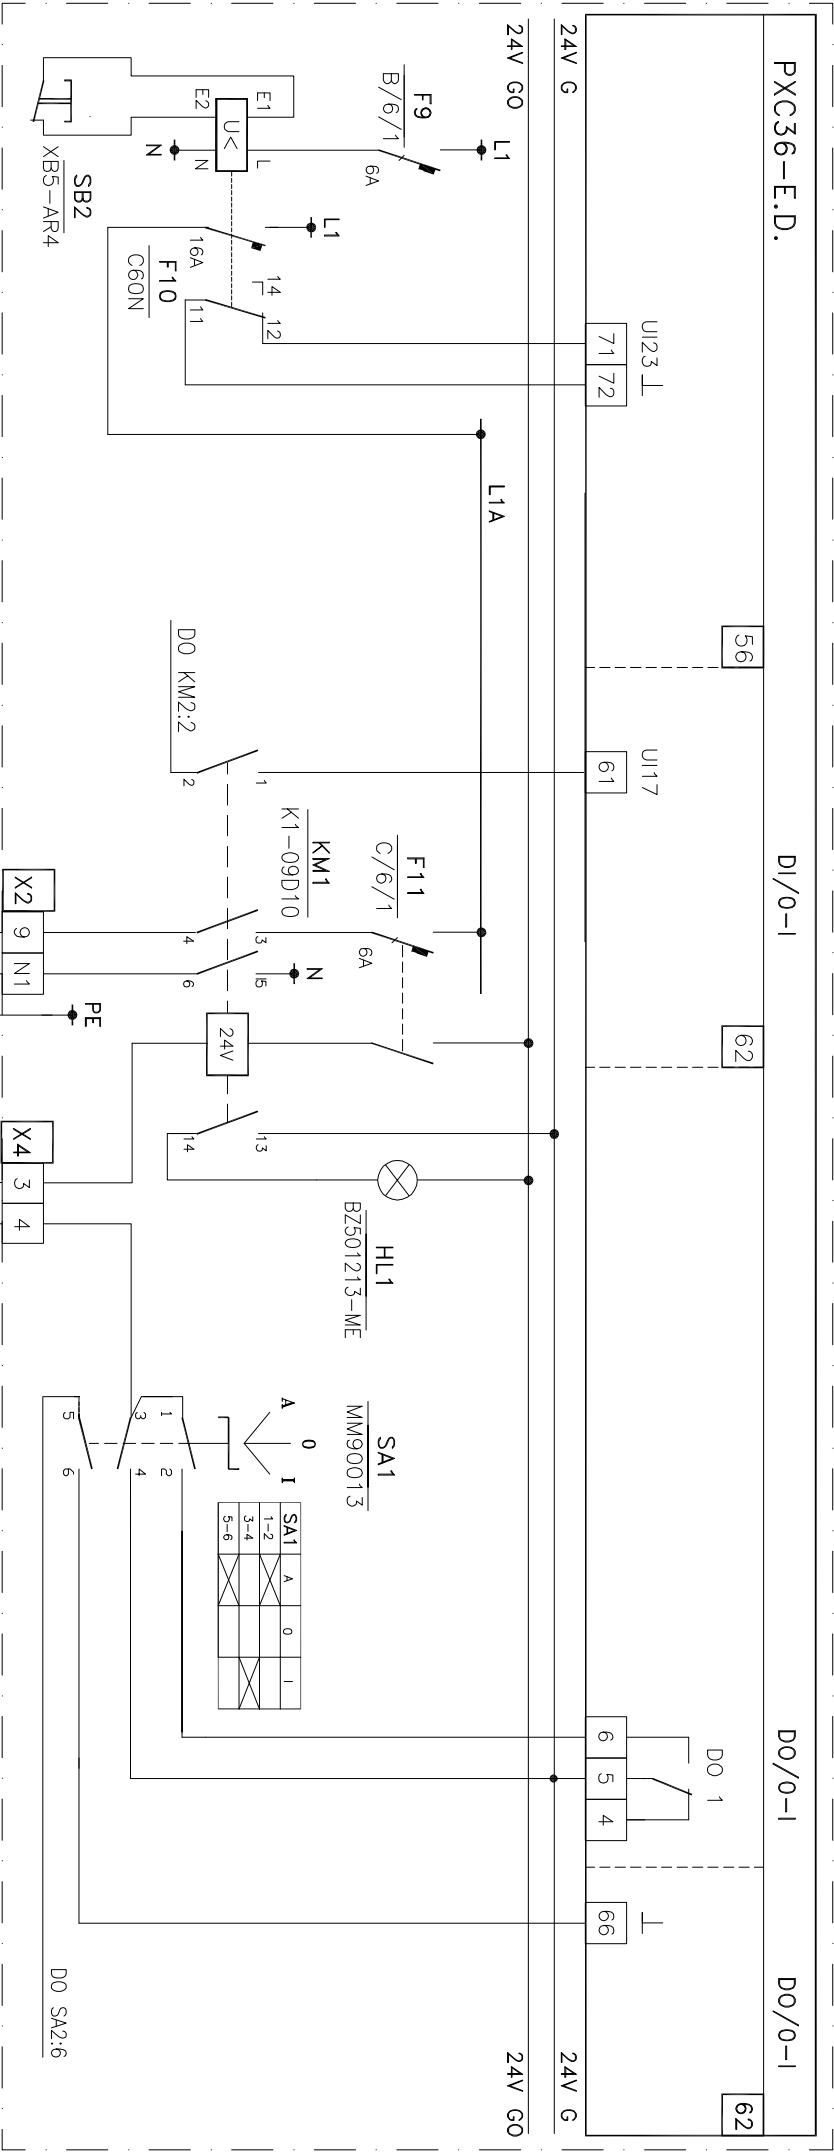 PXC36-E.D.
DI/0-I
DO/0-I
DO/0-I
56
62
62
UI23
UI17
DO 1
71
72
61
6
5
4
66
24V G
24V G
24V G0
24V G0
L1
L1A
F9
B/6/1
6A
L1
E1
L
U<
E2
N
N
16A
14
12
11
F10
C60N
SB2
XB5-AR4
F11
C/6/1
6A
N
KM1
K1-09D10
1
2
3
4
15
6
DO KM2:2
24V
13
14
HL1
BZ501213-ME
SA1
MM90013
A
0
I
SA1 A 0 I
1-2
3-4
5-6
1
2
3
4
5
6
PE
X2
9
N1
X4
3
4
DO SA2:6